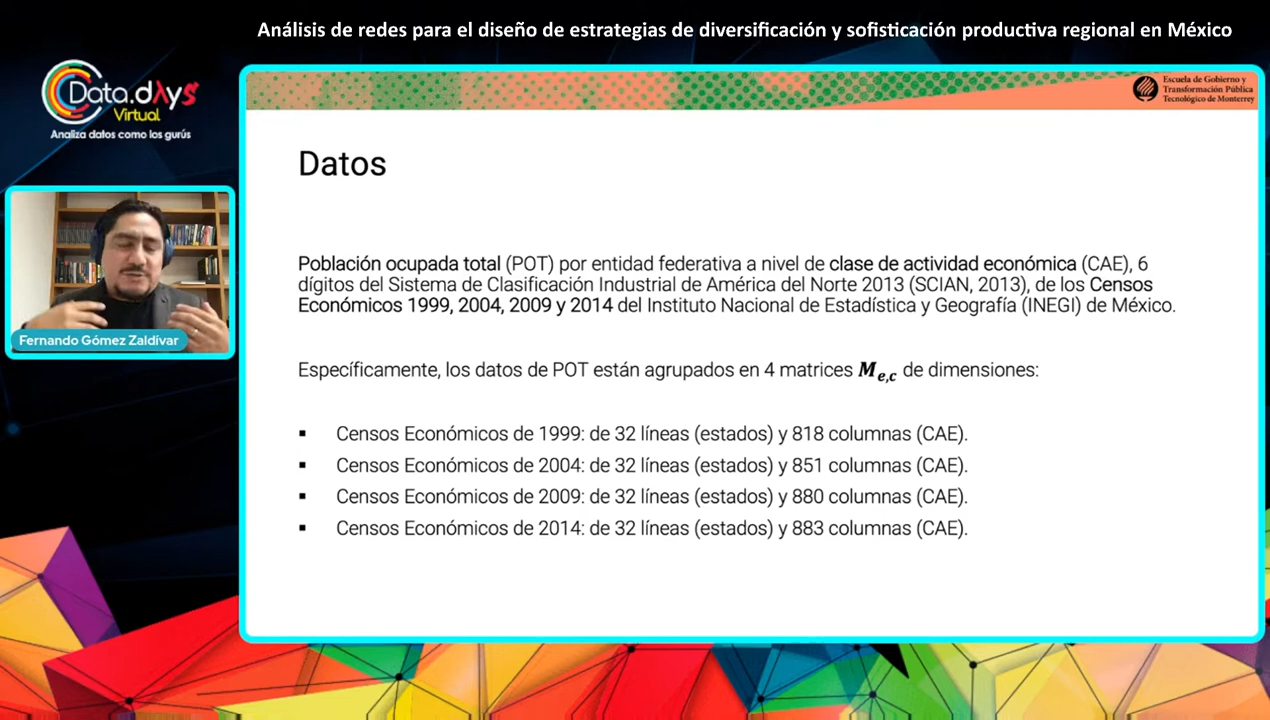 Análisis de redes para el diseño de estrategias de diversificación y sofisticación productiva regional en México
Data.dAys
Virtual
Analiza datos como los gurús
Escuela de Gobierno y
Transformación Pública
Tecnológico de Monterrey
Datos
Población ocupada total (POT) por entidad federativa a nivel de clase de actividad económica (CAE), 6
dígitos del Sistema de Clasificación Industrial de América del Norte 2013 (SCIAN, 2013), de los Censos
Económicos 1999, 2004, 2009 y 2014 del Instituto Nacional de Estadística y Geografía (INEGI) de México.
Fernando Gómez Zaldívar
Específicamente, los datos de POT están agrupados en 4 matrices M e,c de dimensiones:
▪ Censos Económicos de 1999: de 32 líneas (estados) y 818 columnas (CAE).
▪ Censos Económicos de 2004: de 32 líneas (estados) y 851 columnas (CAE).
▪ Censos Económicos de 2009: de 32 líneas (estados) y 880 columnas (CAE).
▪ Censos Económicos de 2014: de 32 líneas (estados) y 883 columnas (CAE).